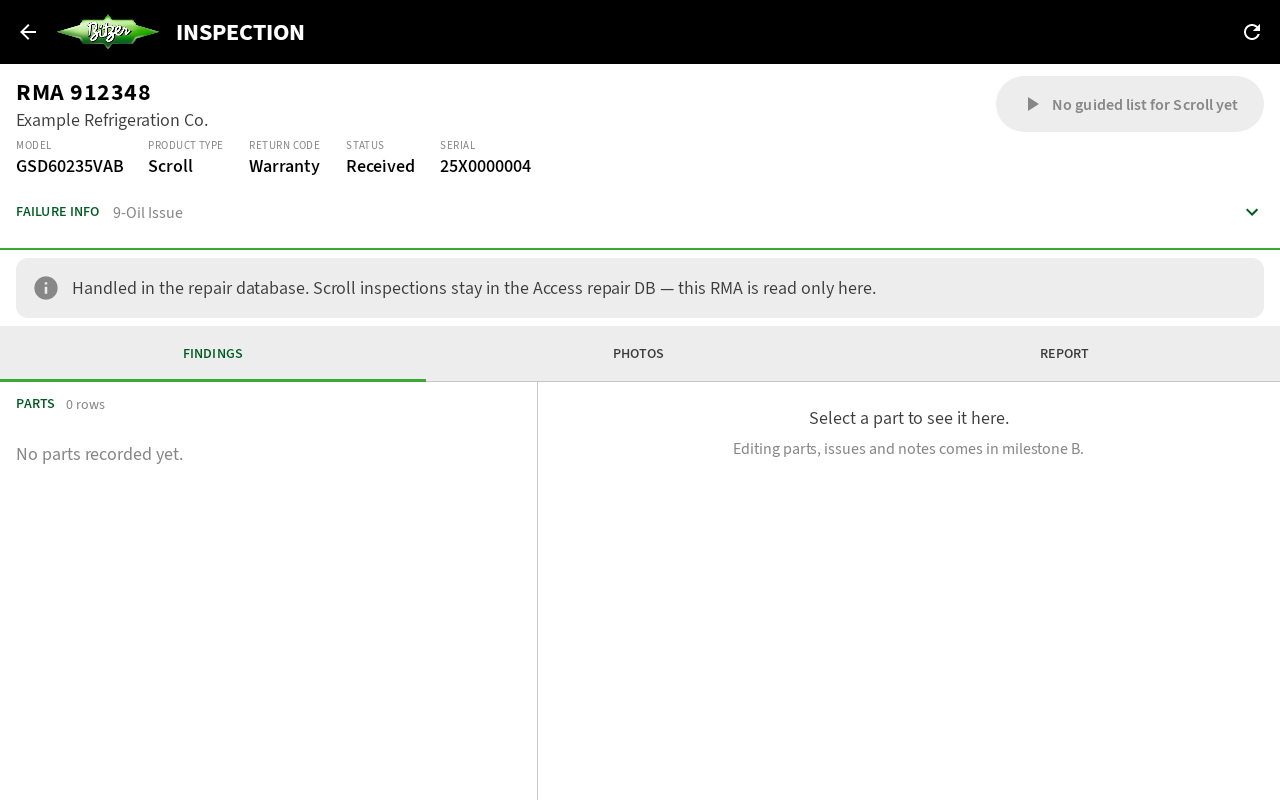 Bitzer
INSPECTION
RMA 912348
Example Refrigeration Co.
No guided list for Scroll yet
MODEL PRODUCT TYPE RETURN CODE STATUS SERIAL
GSD60235VAB Scroll Warranty Received 25X0000004
FAILURE INFO 9-Oil Issue
Handled in the repair database. Scroll inspections stay in the Access repair DB — this RMA is read only here.
FINDINGS PHOTOS REPORT
PARTS 0 rows
No parts recorded yet.
Select a part to see it here.
Editing parts, issues and notes comes in milestone B.